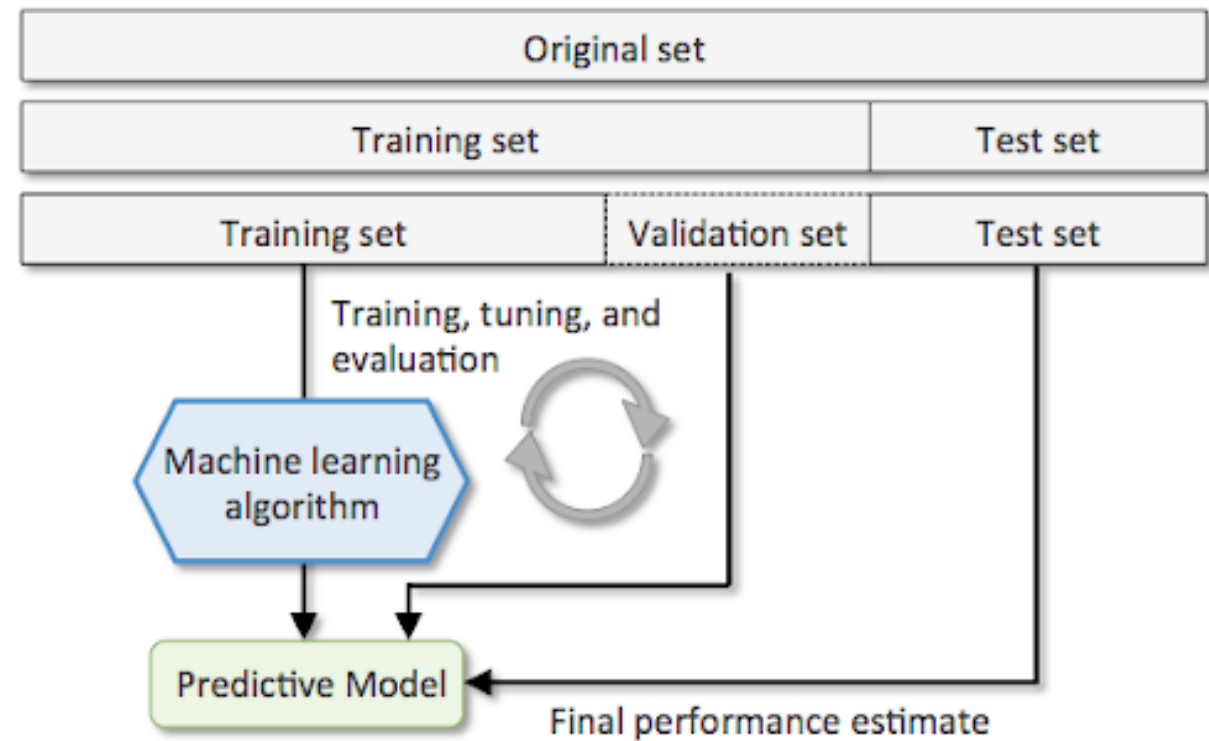 Original set
Training set
Test set
Training set
Validation set
Test set
Training, tuning, and
evaluation
Machine learning
algorithm
Predictive Model
Final performance estimate